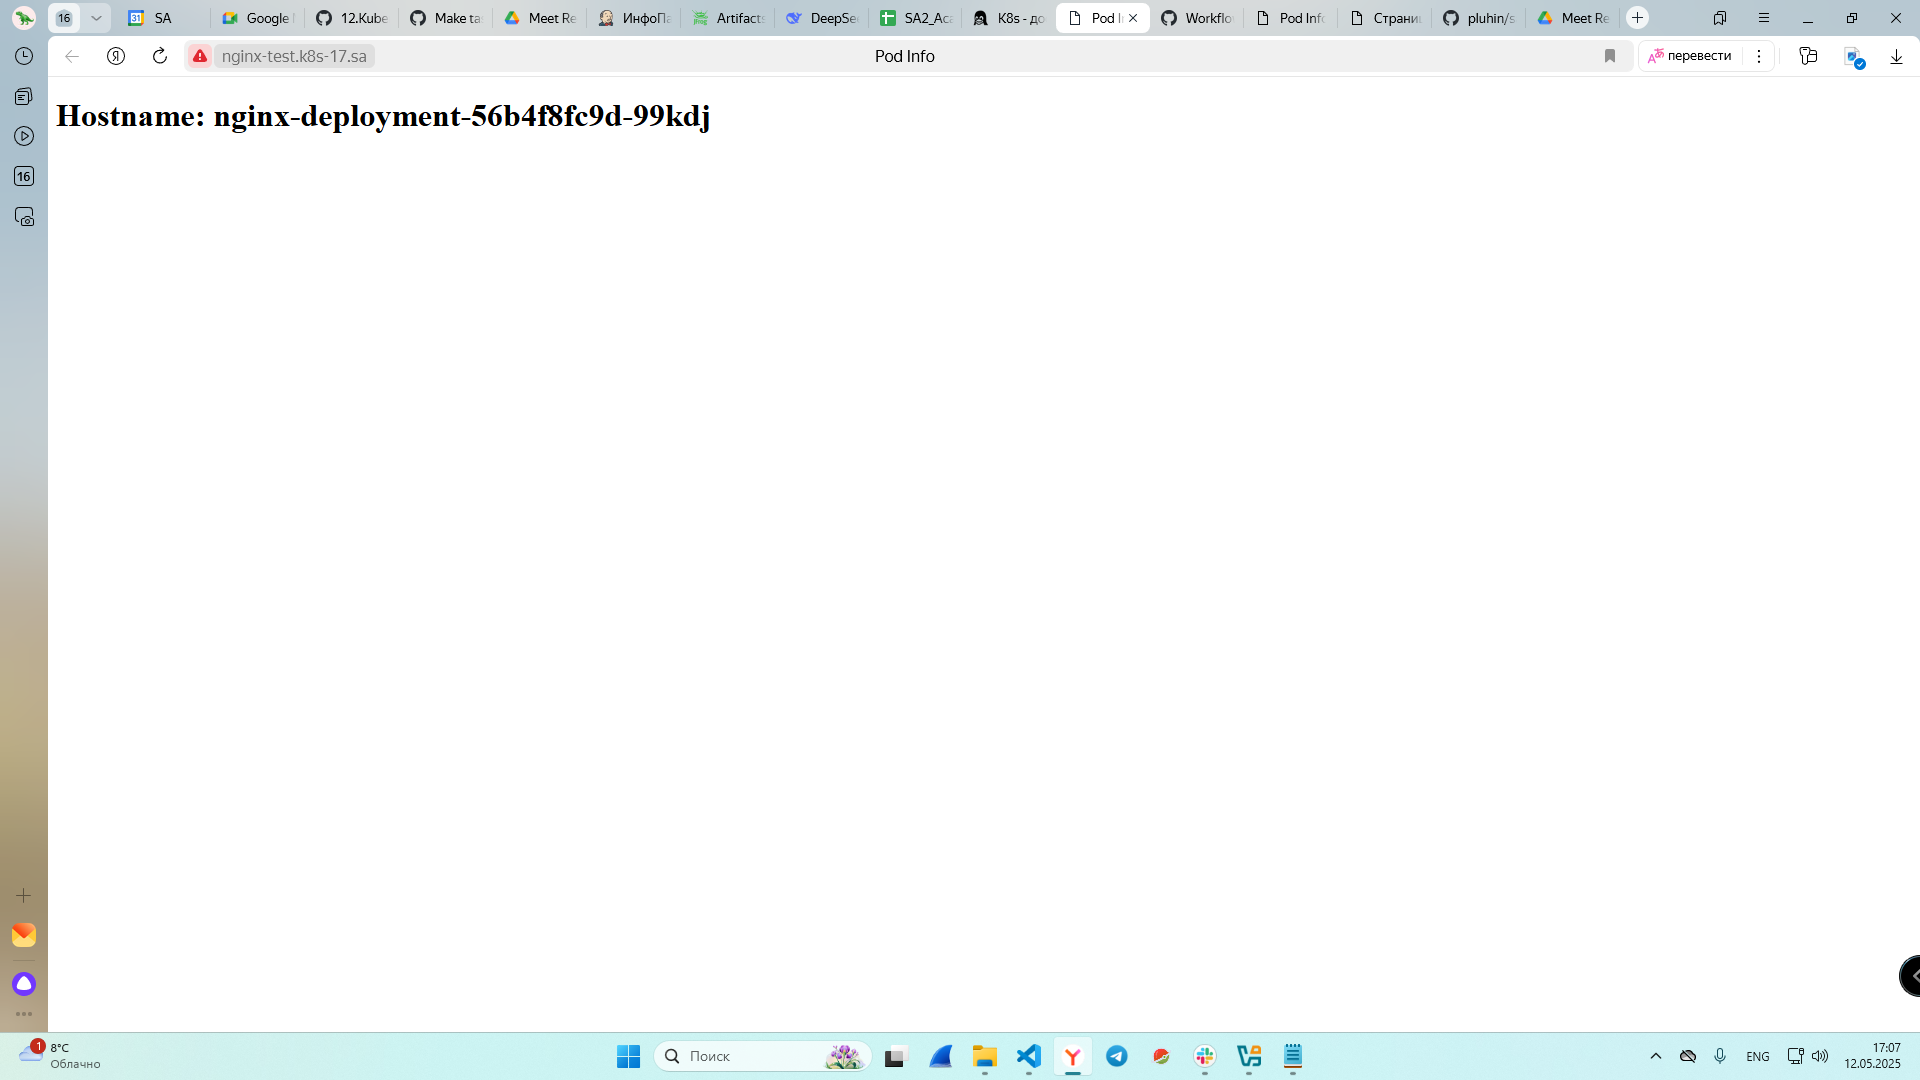 16
SA
Google
12.Kube
Make ta
Meet Re
ИнфоПа
Artifacts
DeepSee
SA2_Aca
K8s - до
Pod I
Workflo
Pod Info
Страни
pluhin/s
Meet Re
nginx-test.k8s-17.sa
Pod Info
перевести
Hostname: nginx-deployment-56b4f8fc9d-99kdj
16
1
8°C
Облачно
Поиск
ENG
17:07
12.05.2025